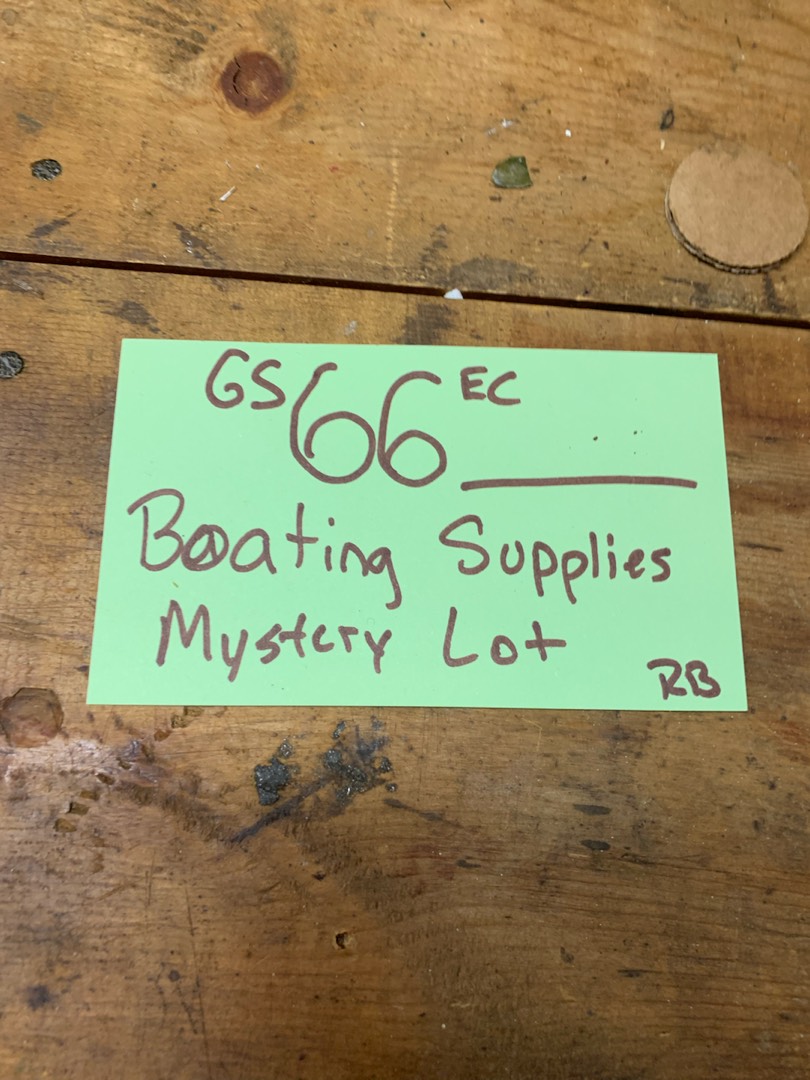 GS 66 EC
Boating Supplies
Mystery Lot
RB